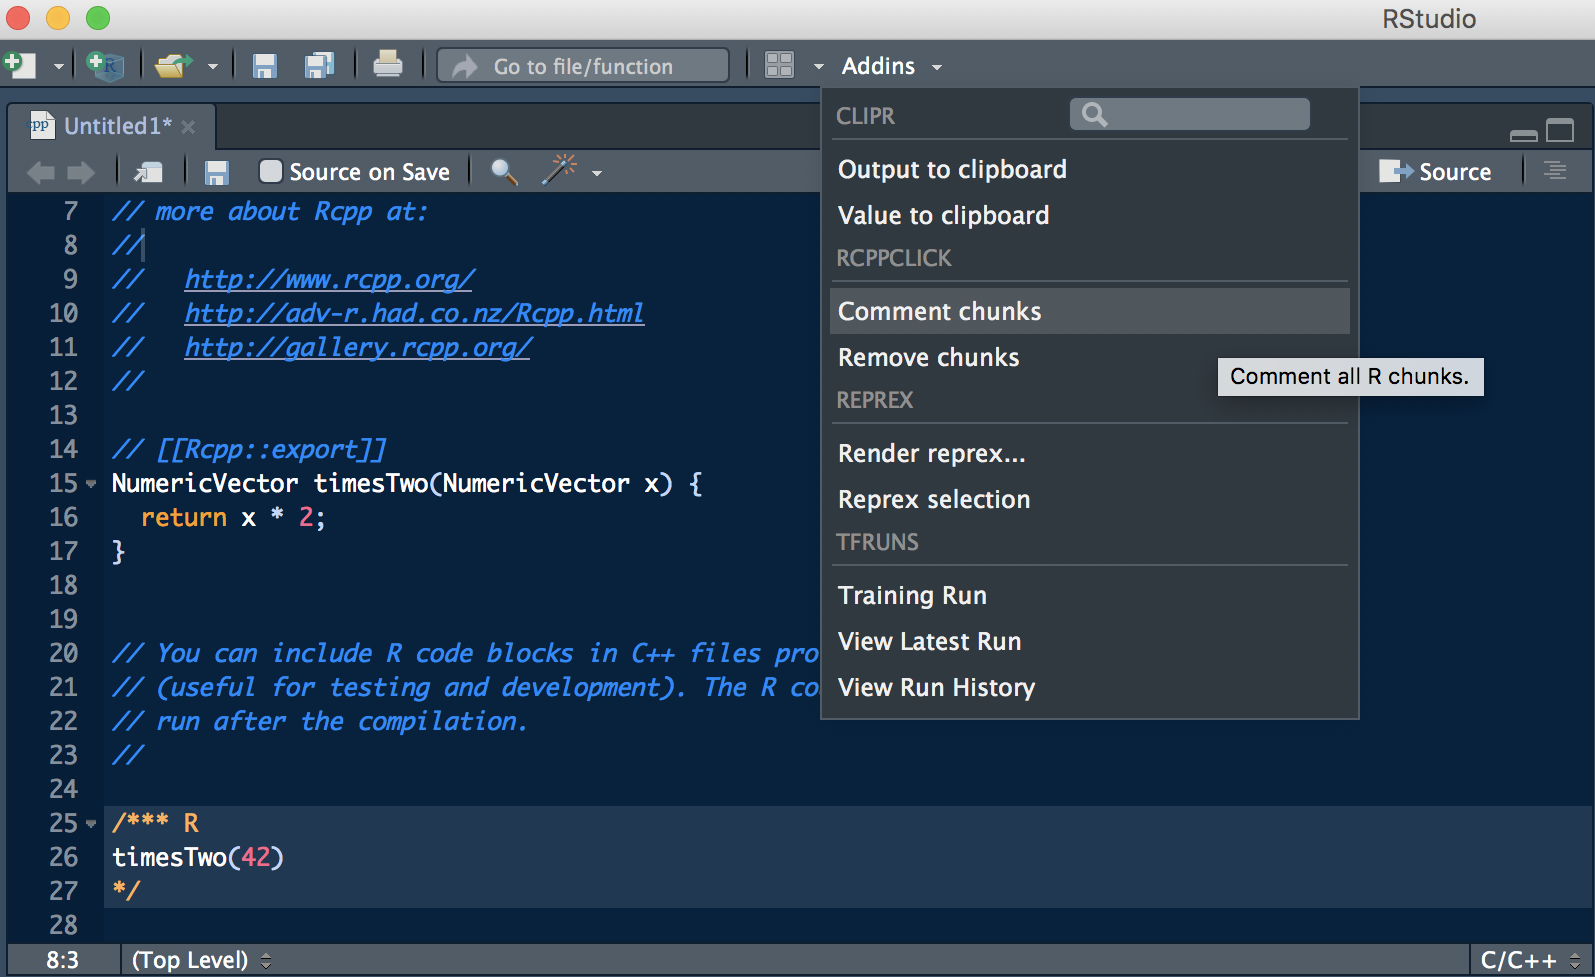 RStudio
Go to file/function
Addins
cpp Untitled1*
Source on Save
Source
7 // more about Rcpp at:
8 //
9 //   http://www.rcpp.org/
10 //   http://adv-r.had.co.nz/Rcpp.html
11 //   http://gallery.rcpp.org/
12 //
13
14 // [[Rcpp::export]]
15 NumericVector timesTwo(NumericVector x) {
16   return x * 2;
17 }
18
19
20 // You can include R code blocks in C++ files pro
21 // (useful for testing and development). The R co
22 // run after the compilation.
23 //
24
25 /*** R
26 timesTwo(42)
27 */
28
8:3 (Top Level) C/C++
CLIPR
Output to clipboard
Value to clipboard
RCPPCLICK
Comment chunks
Remove chunks
Comment all R chunks.
REPREX
Render reprex...
Reprex selection
TFRUNS
Training Run
View Latest Run
View Run History